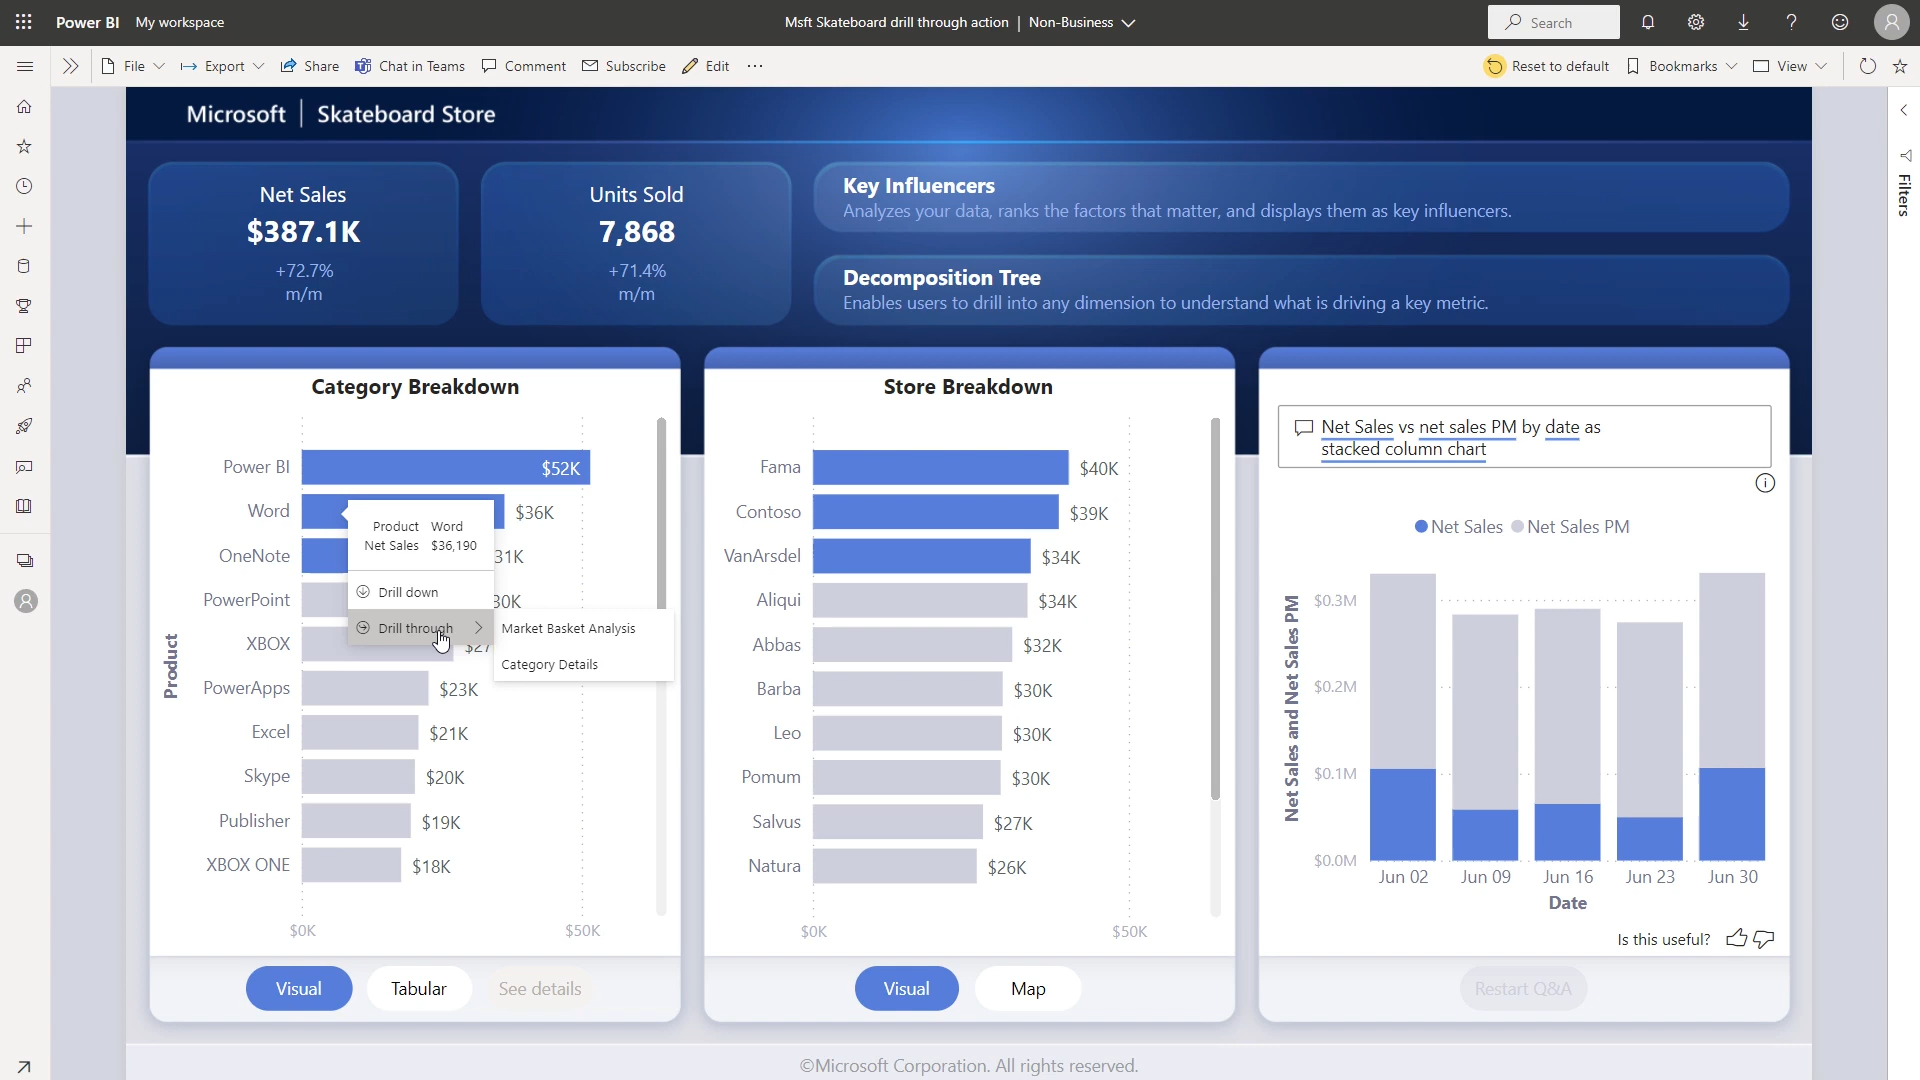 Power BI My workspace
Msft Skateboard drill through action | Non-Business
Search
File Export Share Chat in Teams Comment Subscribe Edit ...
Reset to default Bookmarks View
Microsoft | Skateboard Store
Net Sales
$387.1K
+72.7%
m/m
Units Sold
7,868
+71.4%
m/m
Key Influencers
Analyzes your data, ranks the factors that matter, and displays them as key influencers.
Decomposition Tree
Enables users to drill into any dimension to understand what is driving a key metric.
Filters
Category Breakdown
Product
Power BI $52K
Word $36K
OneNote 31K
PowerPoint 30K
XBOX $27
PowerApps $23K
Excel $21K
Skype $20K
Publisher $19K
XBOX ONE $18K
$0K $50K
Product Word
Net Sales $36,190
Drill down
Drill through
Market Basket Analysis
Category Details
Visual Tabular See details
Store Breakdown
Fama $40K
Contoso $39K
VanArsdel $34K
Aliqui $34K
Abbas $32K
Barba $30K
Leo $30K
Pomum $30K
Salvus $27K
Natura $26K
$0K $50K
Visual Map
Net Sales vs net sales PM by date as
stacked column chart
Net Sales Net Sales PM
Net Sales and Net Sales PM
$0.3M
$0.2M
$0.1M
$0.0M
Jun 02 Jun 09 Jun 16 Jun 23 Jun 30
Date
Is this useful?
Restart Q&A
©Microsoft Corporation. All rights reserved.